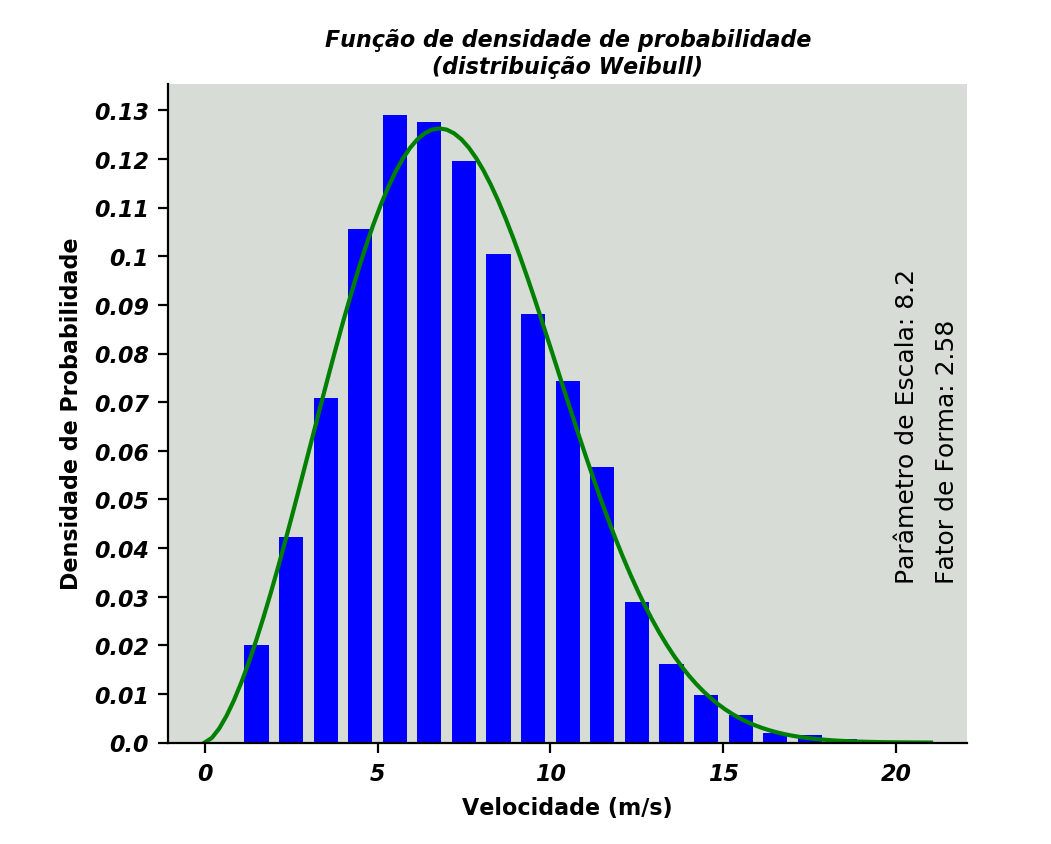 Função de densidade de probabilidade
(distribuição Weibull)
Densidade de Probabilidade
0.13
0.12
0.11
0.1
0.09
0.08
0.07
0.06
0.05
0.04
0.03
0.02
0.01
0.0
Parâmetro de Escala: 8.2
Fator de Forma: 2.58
0 5 10 15 20
Velocidade (m/s)